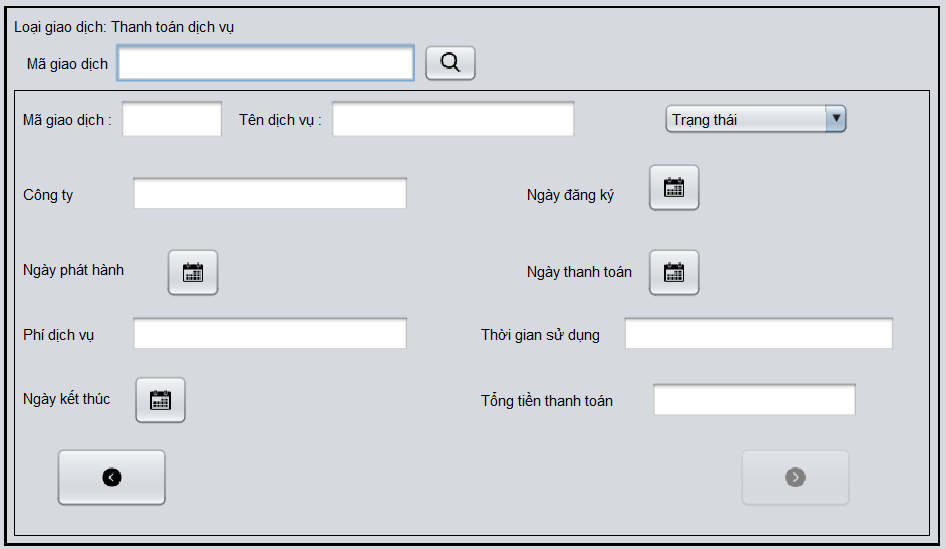 Loại giao dịch: Thanh toán dịch vụ
Mã giao dịch
Mã giao dịch : Tên dịch vụ : Trạng thái
Công ty Ngày đăng ký
Ngày phát hành Ngày thanh toán
Phí dịch vụ Thời gian sử dụng
Ngày kết thúc Tổng tiền thanh toán